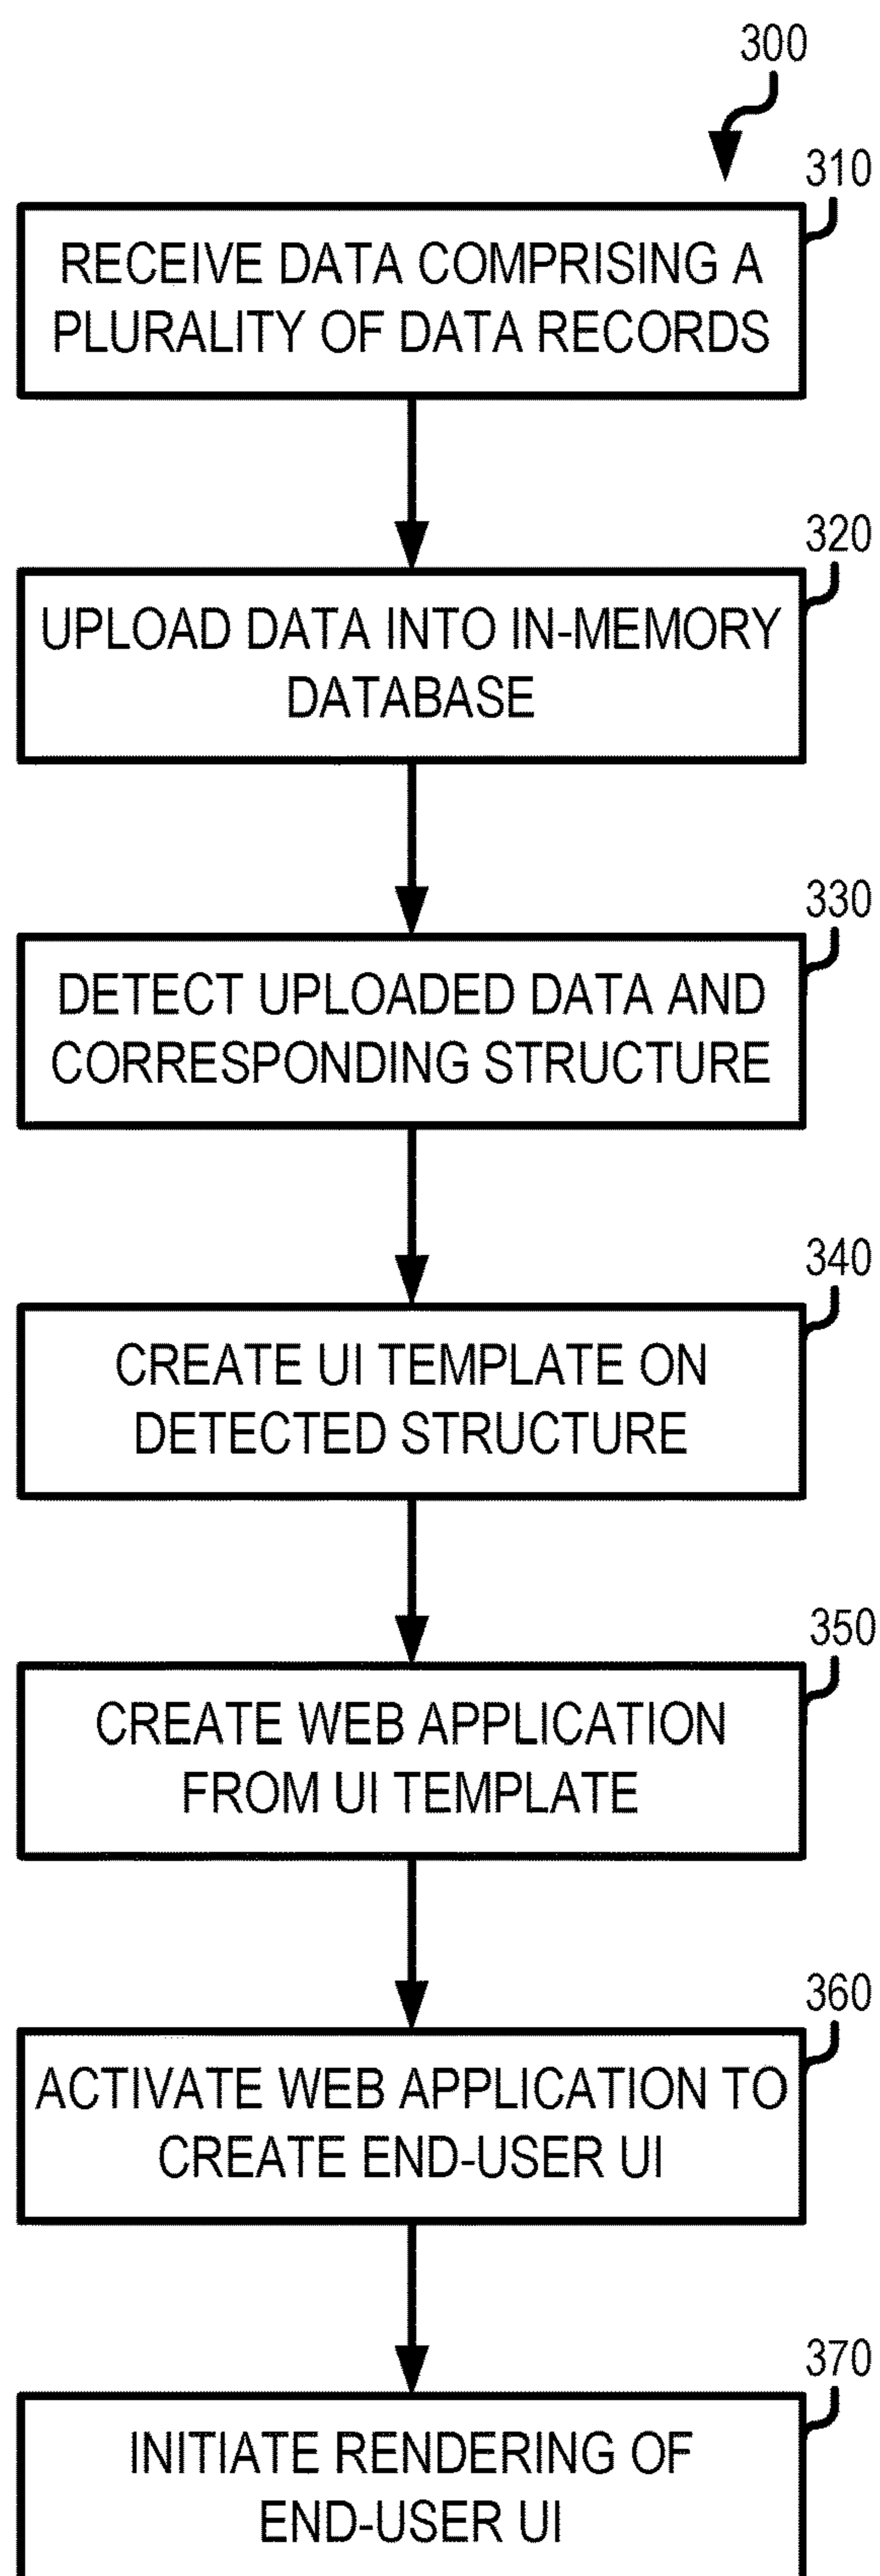 300
310
RECEIVE DATA COMPRISING A
PLURALITY OF DATA RECORDS
320
UPLOAD DATA INTO IN-MEMORY
DATABASE
330
DETECT UPLOADED DATA AND
CORRESPONDING STRUCTURE
340
CREATE UI TEMPLATE ON
DETECTED STRUCTURE
350
CREATE WEB APPLICATION
FROM UI TEMPLATE
360
ACTIVATE WEB APPLICATION TO
CREATE END-USER UI
370
INITIATE RENDERING OF
END-USER UI